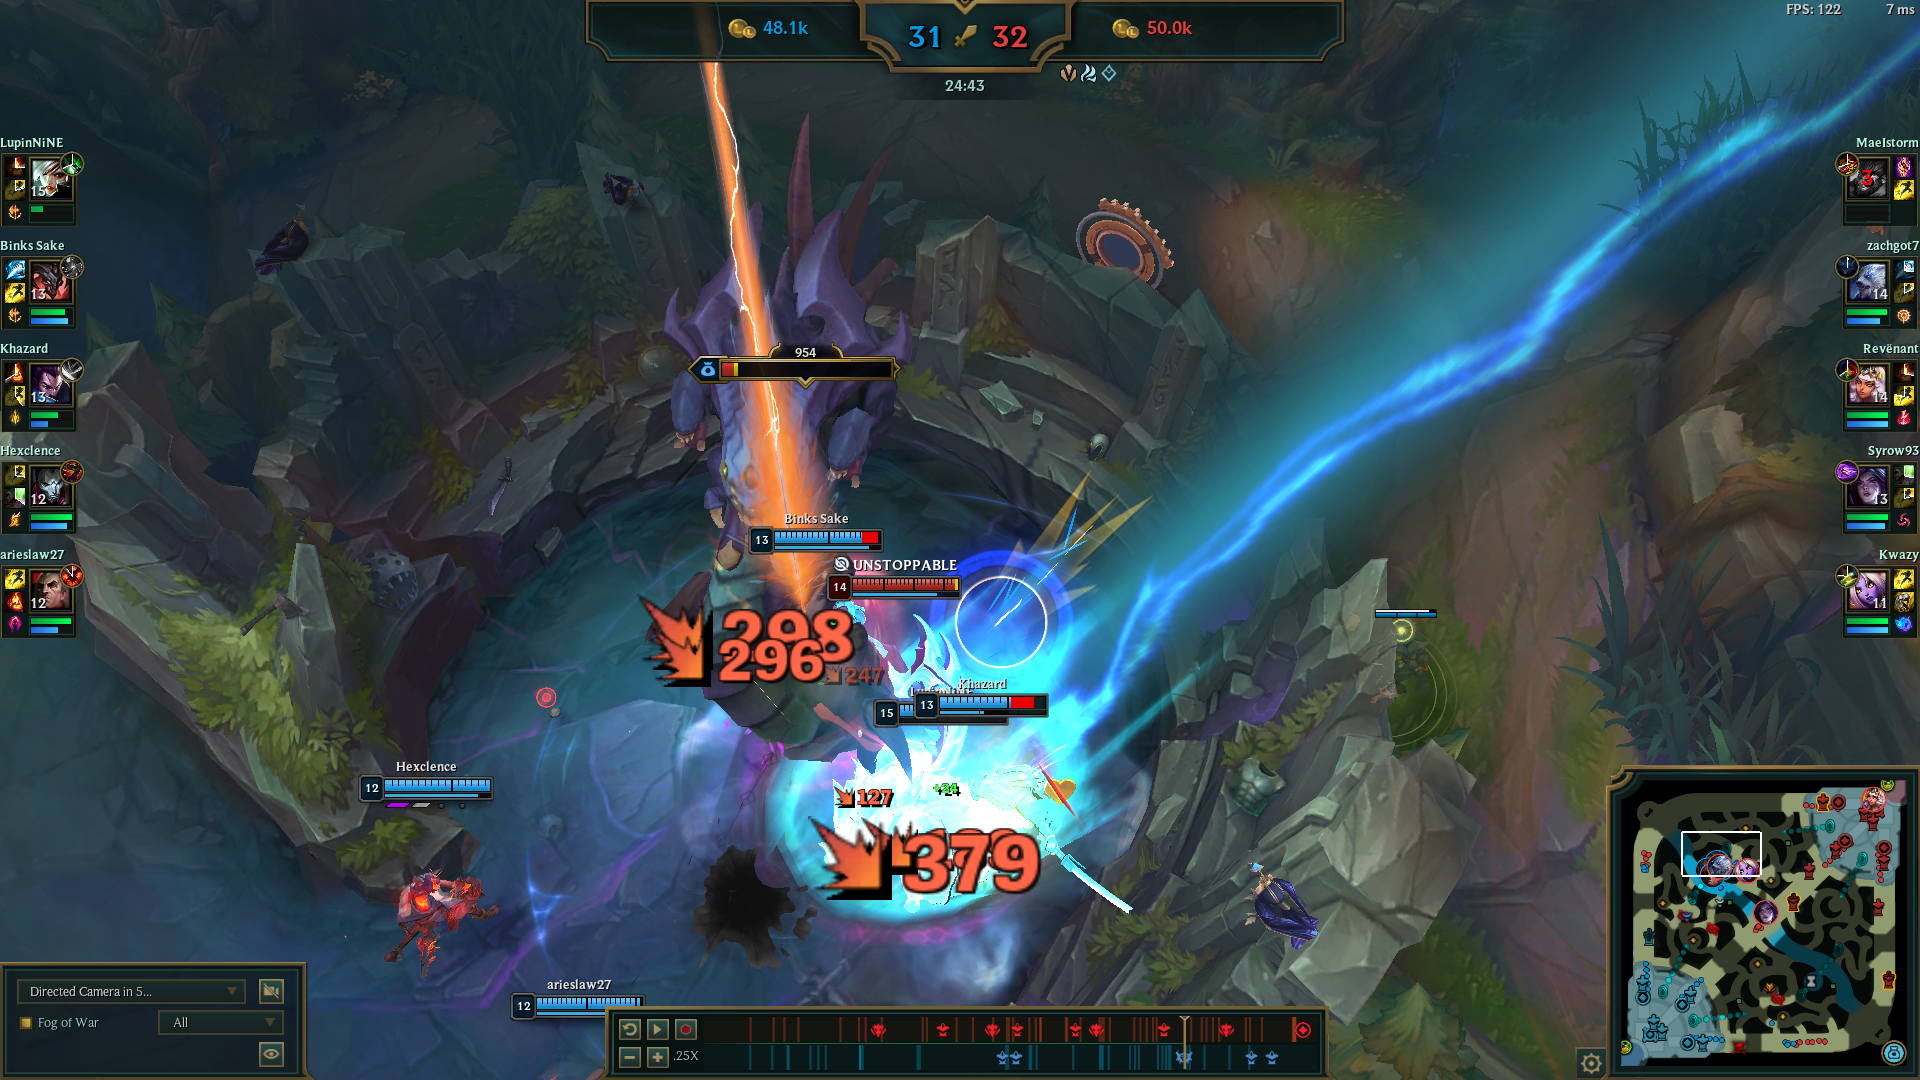 FPS: 122 7 ms
48.1k 31 32 50.0k
24:43
LupinNiNE
15
Binks Sake
13
Khazard
13
Hexclence
12
arieslaw27
12
Maelstorm
3
zachgot7
14
Revënant
14
Syrow93
13
Kwazy
11
954
Binks Sake
13
UNSTOPPABLE
14
298
296
247
Khazard
15
13
Hexclence
12
127
+24
379
arieslaw27
12
Directed Camera in 5...
Fog of War
All
.25X